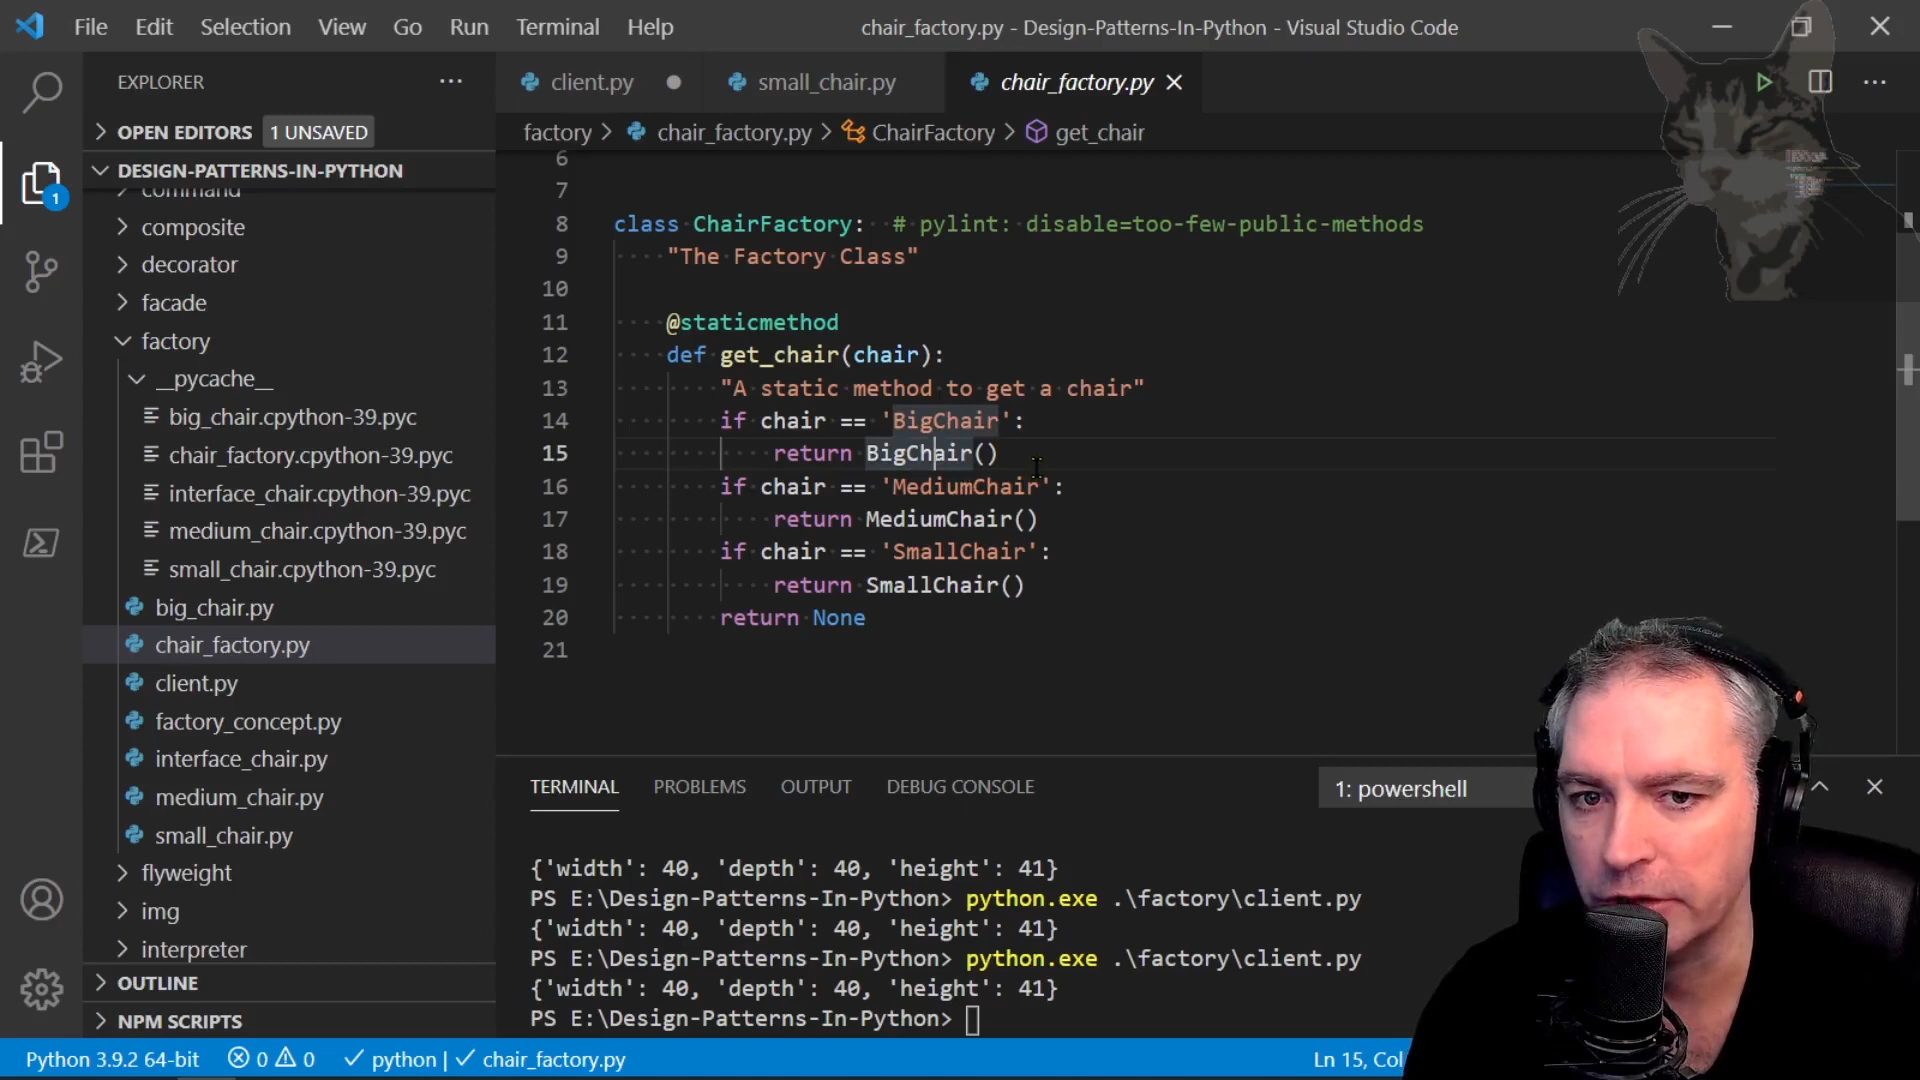 File Edit Selection View Go Run Terminal Help
chair_factory.py - Design-Patterns-In-Python - Visual Studio Code
EXPLORER
OPEN EDITORS 1 UNSAVED
DESIGN-PATTERNS-IN-PYTHON
command
composite
decorator
facade
factory
__pycache__
big_chair.cpython-39.pyc
chair_factory.cpython-39.pyc
interface_chair.cpython-39.pyc
medium_chair.cpython-39.pyc
small_chair.cpython-39.pyc
big_chair.py
chair_factory.py
client.py
factory_concept.py
interface_chair.py
medium_chair.py
small_chair.py
flyweight
img
interpreter
OUTLINE
NPM SCRIPTS
1
client.py small_chair.py chair_factory.py
factory > chair_factory.py > ChairFactory > get_chair
6
7
8 class ChairFactory:  # pylint: disable=too-few-public-methods
9 "The Factory Class"
10
11 @staticmethod
12 def get_chair(chair):
13 "A static method to get a chair"
14 if chair == 'BigChair':
15 return BigChair()
16 if chair == 'MediumChair':
17 return MediumChair()
18 if chair == 'SmallChair':
19 return SmallChair()
20 return None
21
TERMINAL PROBLEMS OUTPUT DEBUG CONSOLE 1: powershell
{'width': 40, 'depth': 40, 'height': 41}
PS E:\Design-Patterns-In-Python> python.exe .\factory\client.py
{'width': 40, 'depth': 40, 'height': 41}
PS E:\Design-Patterns-In-Python> python.exe .\factory\client.py
{'width': 40, 'depth': 40, 'height': 41}
PS E:\Design-Patterns-In-Python>
Python 3.9.2 64-bit 0 0 python | chair_factory.py Ln 15, Col